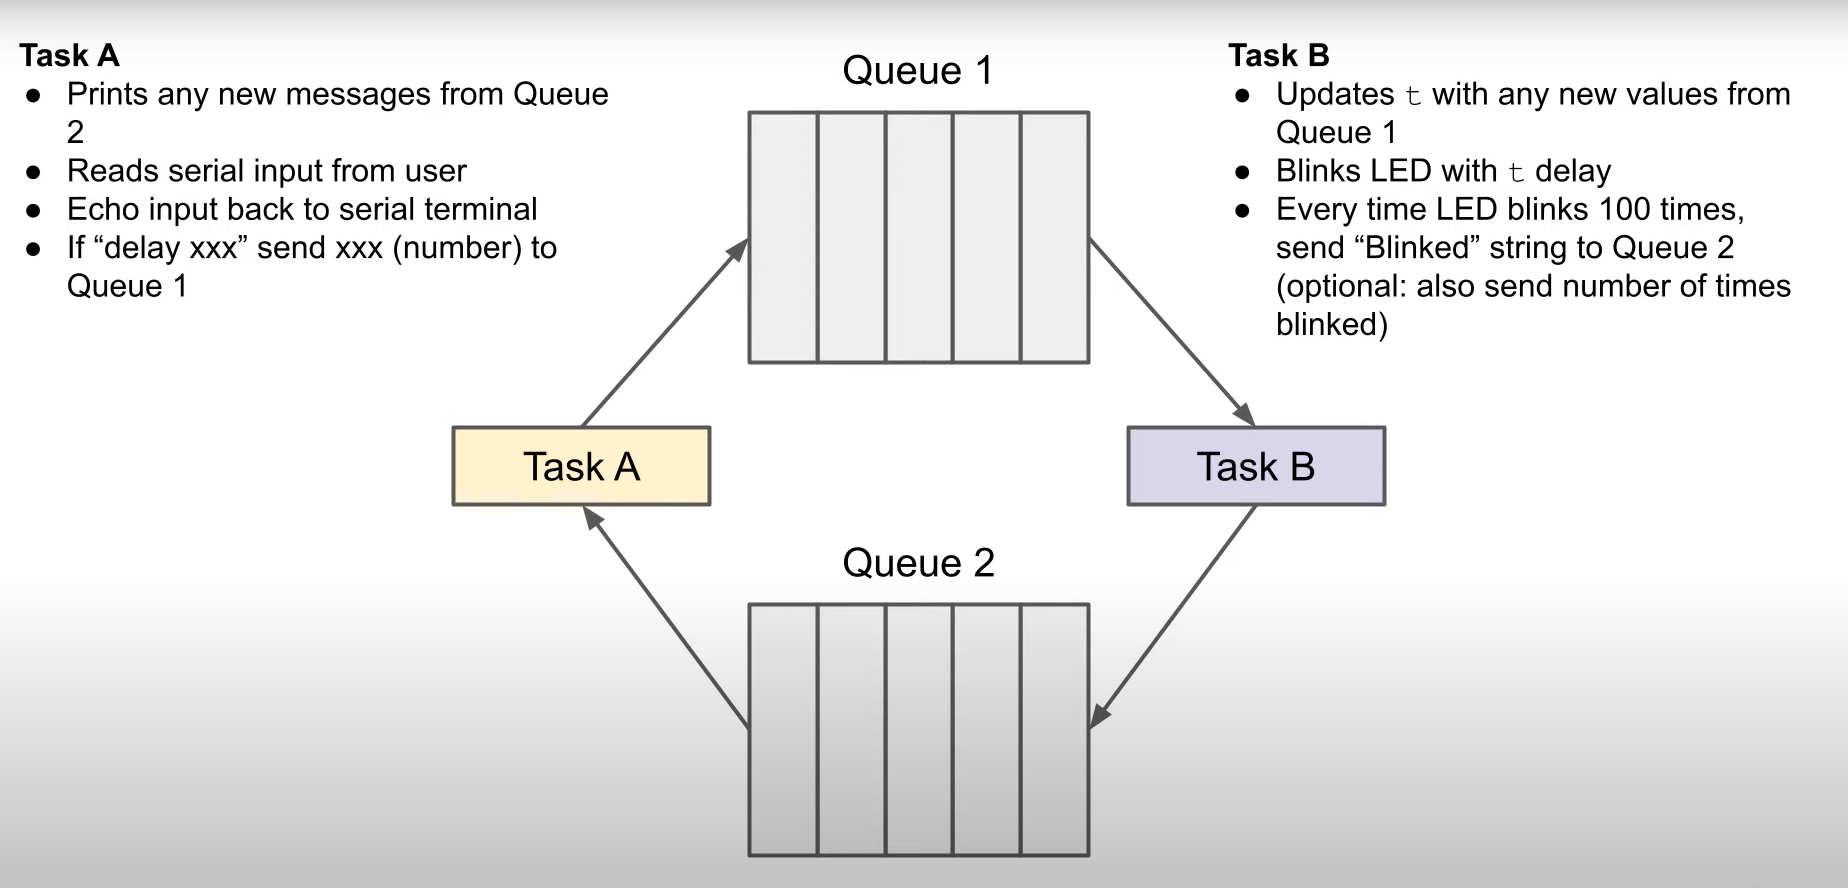 Task A
● Prints any new messages from Queue
2
● Reads serial input from user
● Echo input back to serial terminal
● If “delay xxx” send xxx (number) to
Queue 1
Queue 1
Task B
● Updates t with any new values from
Queue 1
● Blinks LED with t delay
● Every time LED blinks 100 times,
send “Blinked” string to Queue 2
(optional: also send number of times
blinked)
Task A
Task B
Queue 2